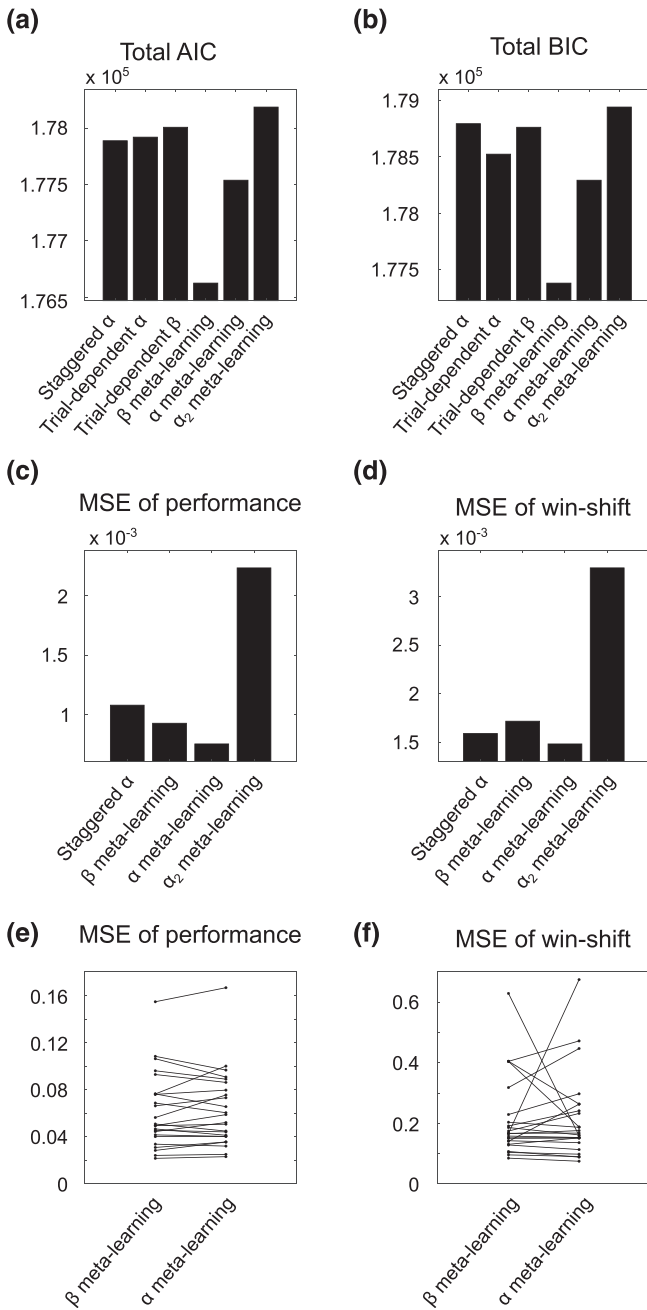 (a)
Total AIC
x 10⁵
1.78
1.775
1.77
1.765
Staggered α
Trial-dependent α
Trial-dependent β
β meta-learning
α meta-learning
α₂ meta-learning
(b)
Total BIC
x 10⁵
1.79
1.785
1.78
1.775
Staggered α
Trial-dependent α
Trial-dependent β
β meta-learning
α meta-learning
α₂ meta-learning
(c)
MSE of performance
x 10⁻³
2
1.5
1
Staggered α
β meta-learning
α meta-learning
α₂ meta-learning
(d)
MSE of win-shift
x 10⁻³
3
2.5
2
1.5
Staggered α
β meta-learning
α meta-learning
α₂ meta-learning
(e)
MSE of performance
0.16
0.12
0.08
0.04
0
β meta-learning
α meta-learning
(f)
MSE of win-shift
0.6
0.4
0.2
0
β meta-learning
α meta-learning